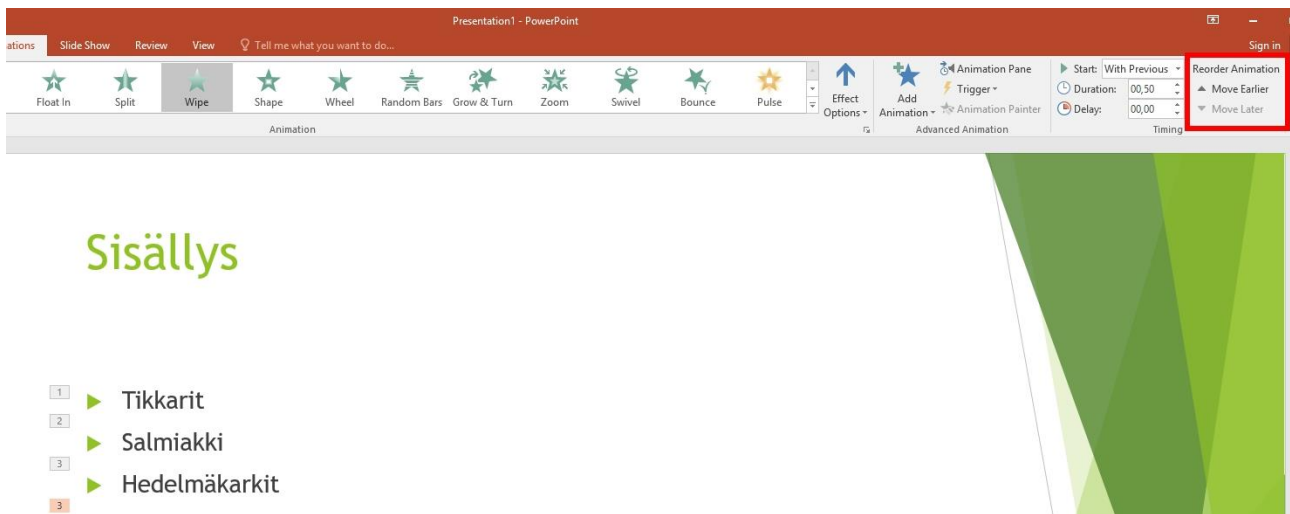 Presentation1 - PowerPoint
ations Slide Show Review View Tell me what you want to do... Sign in
Float In Split Wipe Shape Wheel Random Bars Grow & Turn Zoom Swivel Bounce Pulse
Effect Options
Add Animation
Animation Pane
Trigger
Animation Painter
Start: With Previous
Duration: 00,50
Delay: 00,00
Reorder Animation
Move Earlier
Move Later
Animation Advanced Animation Timing
Sisällys
1
Tikkarit
2
Salmiakki
3
Hedelmäkarkit
3